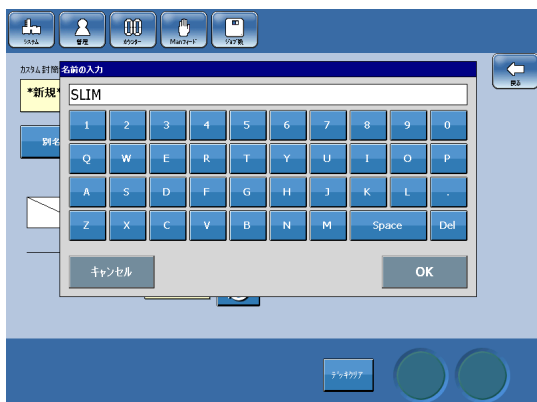 システム 管理 カウンター Manフィード ジョブ読
カスタム封筒 名前の入力
戻る
*新規*
SLIM
別名
1 2 3 4 5 6 7 8 9 0
Q W E R T Y U I O P
A S D F G H J K L .
Z X C V B N M Space Del
キャンセル OK
デッキクリア